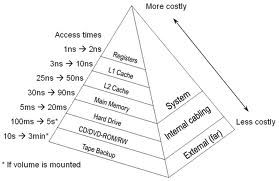 More costly
Access times
1ns → 2ns
Registers
3ns → 10ns
L1 Cache
25ns → 50ns
L2 Cache
30ns → 90ns
Main Memory
System
5ms → 20ms
Hard Drive
Internal cabling
Less costly
100ms → 5s*
CD/DVD-ROM/RW
External (far)
10s → 3min*
Tape Backup
* If volume is mounted